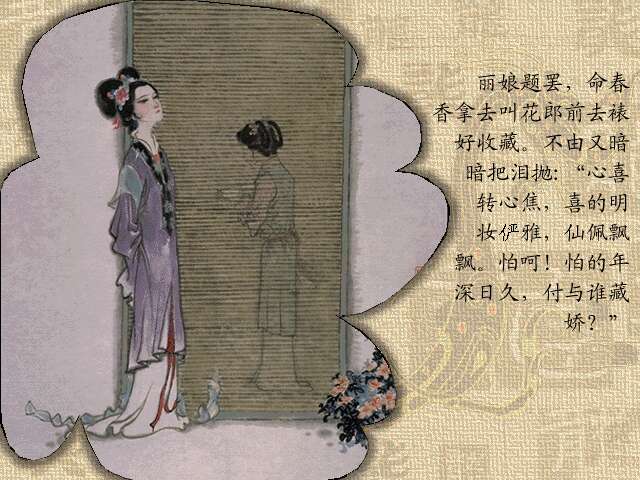 丽娘题罢，命春
香拿去叫花郎前去裱
好收藏。不由又暗
暗把泪抛：“心喜
转心焦，喜的明
妆俨雅，仙佩飘
飘。怕呵！怕的年
深日久，付与谁藏
娇？”